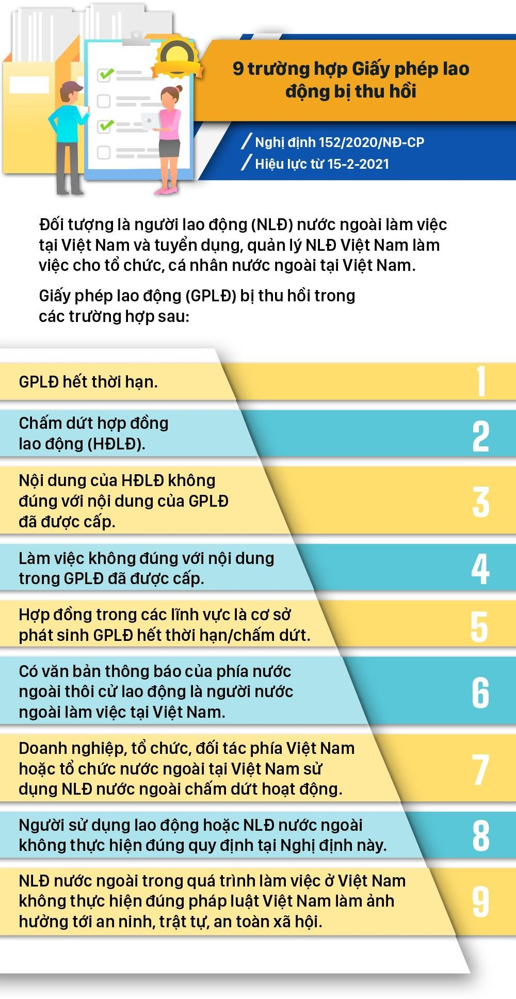 9 trường hợp Giấy phép lao
động bị thu hồi
/ Nghị định 152/2020/NĐ-CP
/ Hiệu lực từ 15-2-2021
Đối tượng là người lao động (NLĐ) nước ngoài làm việc
tại Việt Nam và tuyển dụng, quản lý NLĐ Việt Nam làm
việc cho tổ chức, cá nhân nước ngoài tại Việt Nam.
Giấy phép lao động (GPLĐ) bị thu hồi trong
các trường hợp sau:
GPLĐ hết thời hạn.
1
Chấm dứt hợp đồng
lao động (HĐLĐ).
2
Nội dung của HĐLĐ không
đúng với nội dung của GPLĐ
đã được cấp.
3
Làm việc không đúng với nội dung
trong GPLĐ đã được cấp.
4
Hợp đồng trong các lĩnh vực là cơ sở
phát sinh GPLĐ hết thời hạn/chấm dứt.
5
Có văn bản thông báo của phía nước
ngoài thôi cử lao động là người nước
ngoài làm việc tại Việt Nam.
6
Doanh nghiệp, tổ chức, đối tác phía Việt Nam
hoặc tổ chức nước ngoài tại Việt Nam sử
dụng NLĐ nước ngoài chấm dứt hoạt động.
7
Người sử dụng lao động hoặc NLĐ nước ngoài
không thực hiện đúng quy định tại Nghị định này.
8
NLĐ nước ngoài trong quá trình làm việc ở Việt Nam
không thực hiện đúng pháp luật Việt Nam làm ảnh
hưởng tới an ninh, trật tự, an toàn xã hội.
9